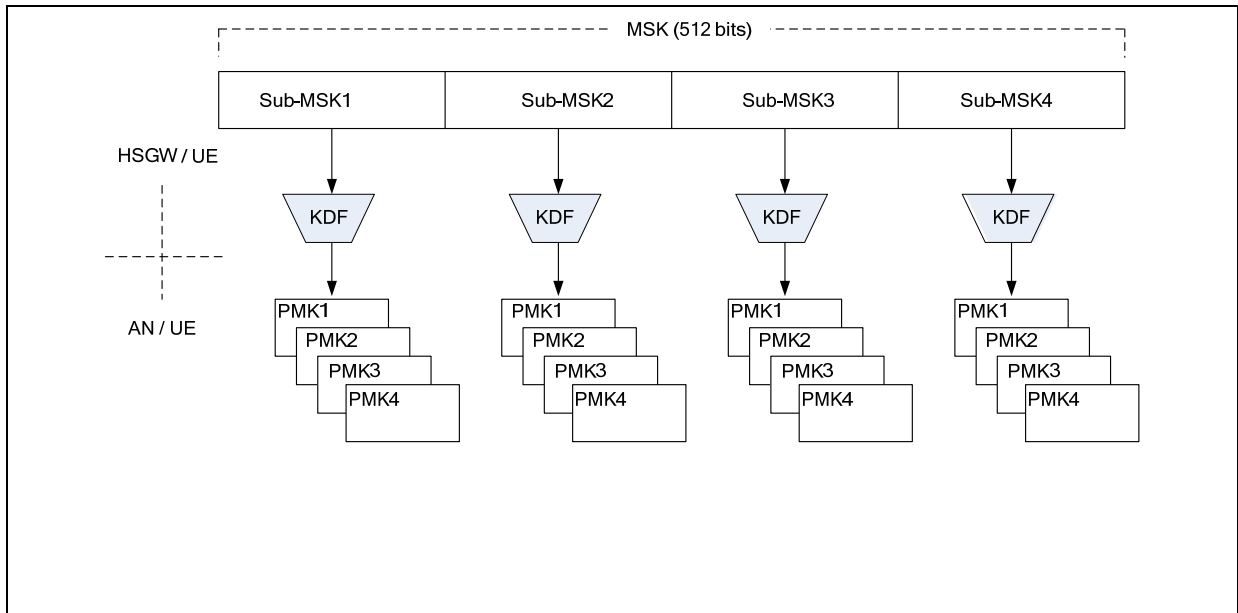 MSK (512 bits)
Sub-MSK1 Sub-MSK2 Sub-MSK3 Sub-MSK4
HSGW / UE
KDF KDF KDF KDF
AN / UE
PMK1 PMK1 PMK1 PMK1
PMK2 PMK2 PMK2 PMK2
PMK3 PMK3 PMK3 PMK3
PMK4 PMK4 PMK4 PMK4